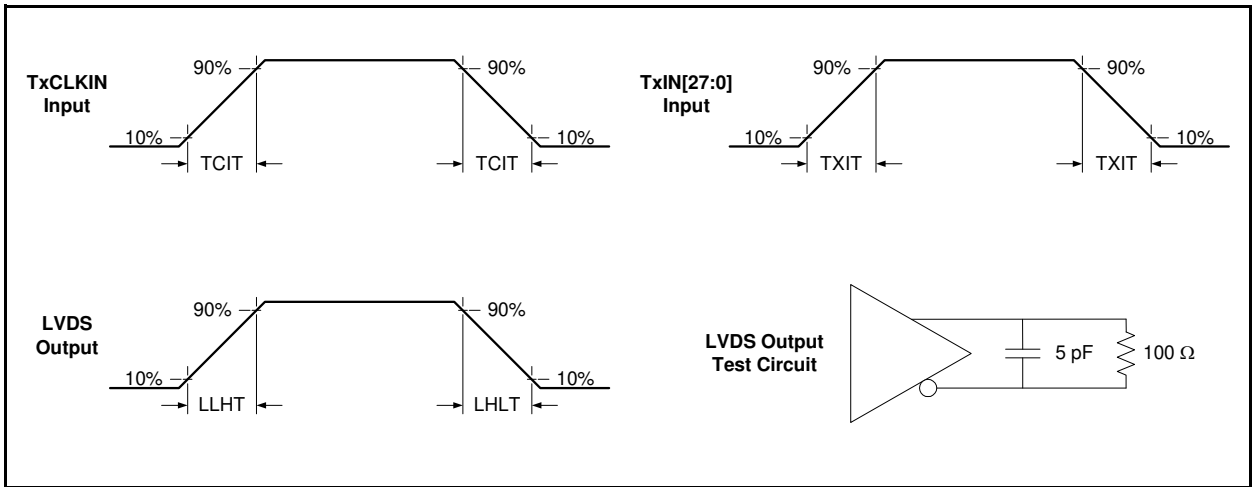 TxCLKIN
Input
90%
90%
10%
10%
TCIT
TCIT
TxIN[27:0]
Input
90%
90%
10%
10%
TXIT
TXIT
LVDS
Output
90%
90%
10%
10%
LLHT
LHLT
LVDS Output
Test Circuit
5 pF
100 Ω